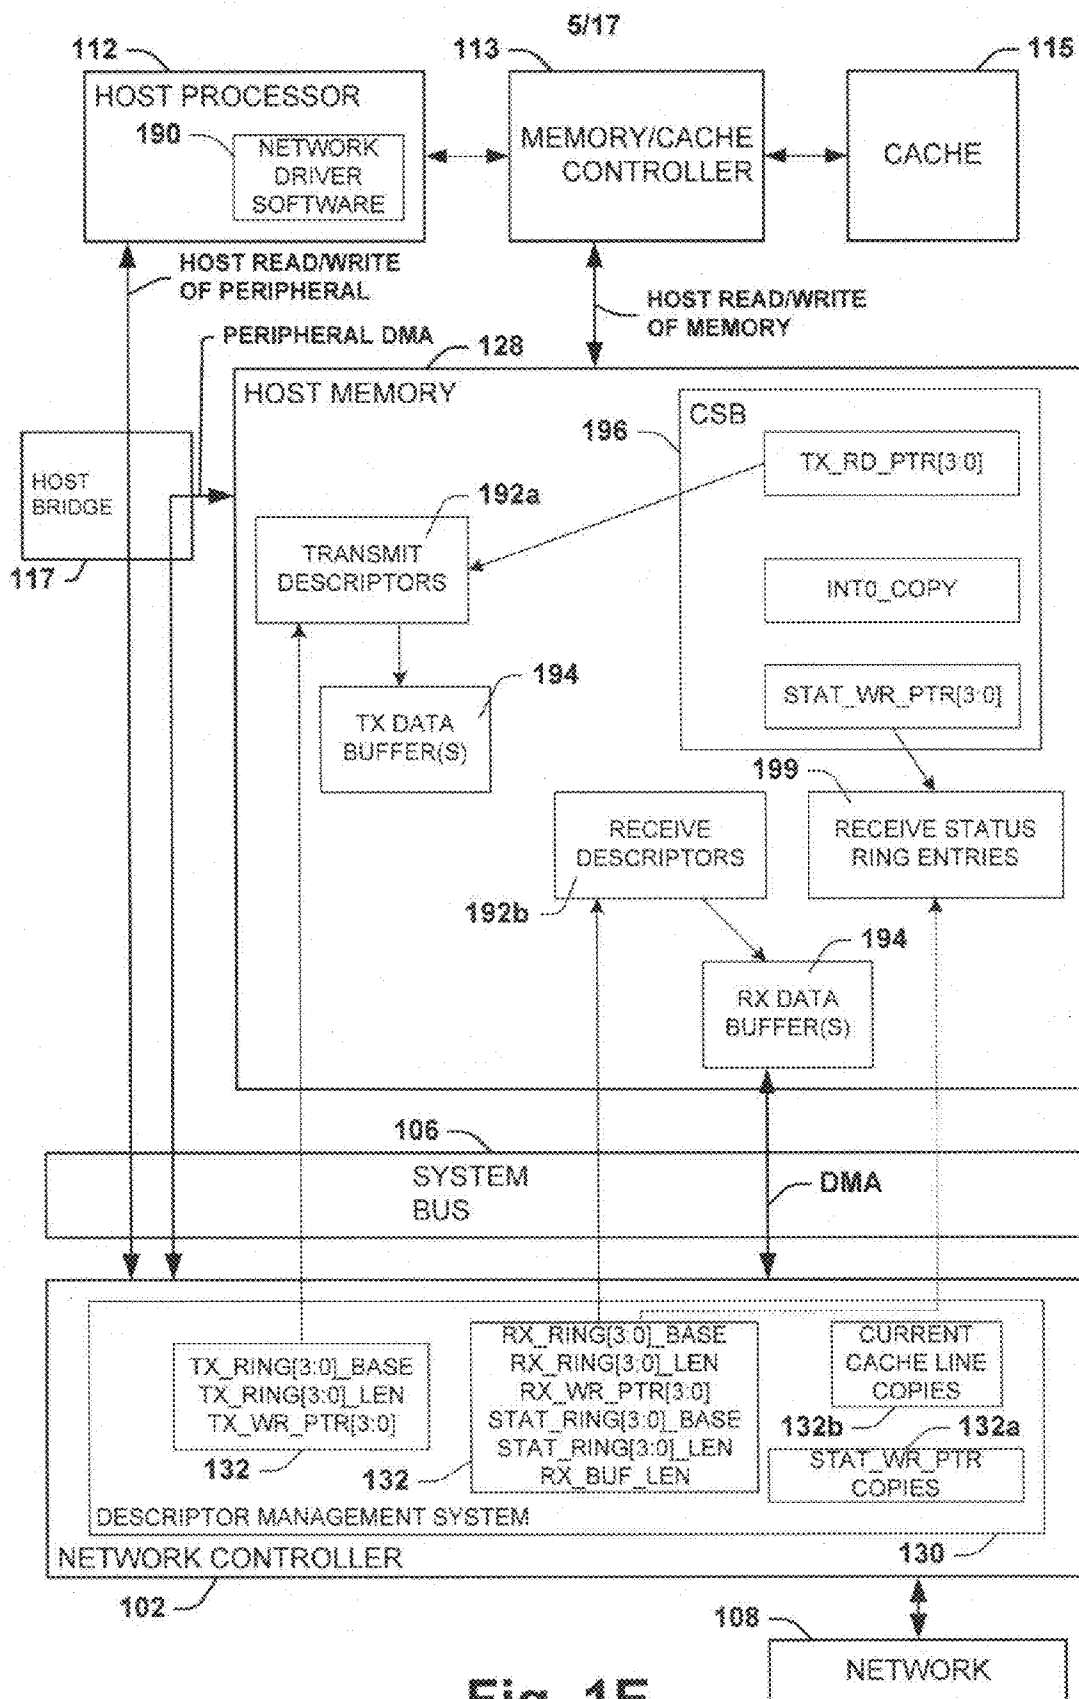 5/17
112
113
115
HOST PROCESSOR
190
NETWORK
DRIVER
SOFTWARE
MEMORY/CACHE
CONTROLLER
CACHE
HOST READ/WRITE
OF PERIPHERAL
HOST READ/WRITE
OF MEMORY
PERIPHERAL DMA
128
HOST MEMORY
CSB
196
TX_RD_PTR[3:0]
HOST
BRIDGE
117
192a
TRANSMIT
DESCRIPTORS
INT0_COPY
194
TX DATA
BUFFER(S)
STAT_WR_PTR[3:0]
199
RECEIVE
DESCRIPTORS
192b
RECEIVE STATUS
RING ENTRIES
194
RX DATA
BUFFER(S)
106
SYSTEM
BUS
DMA
TX_RING[3:0]_BASE
TX_RING[3:0]_LEN
TX_WR_PTR[3:0]
132
RX_RING[3:0]_BASE
RX_RING[3:0]_LEN
RX_WR_PTR[3:0]
STAT_RING[3:0]_BASE
STAT_RING[3:0]_LEN
RX_BUF_LEN
132
CURRENT
CACHE LINE
COPIES
132b
132a
STAT_WR_PTR
COPIES
DESCRIPTOR MANAGEMENT SYSTEM
130
NETWORK CONTROLLER
102
108
NETWORK
Fig. 1E